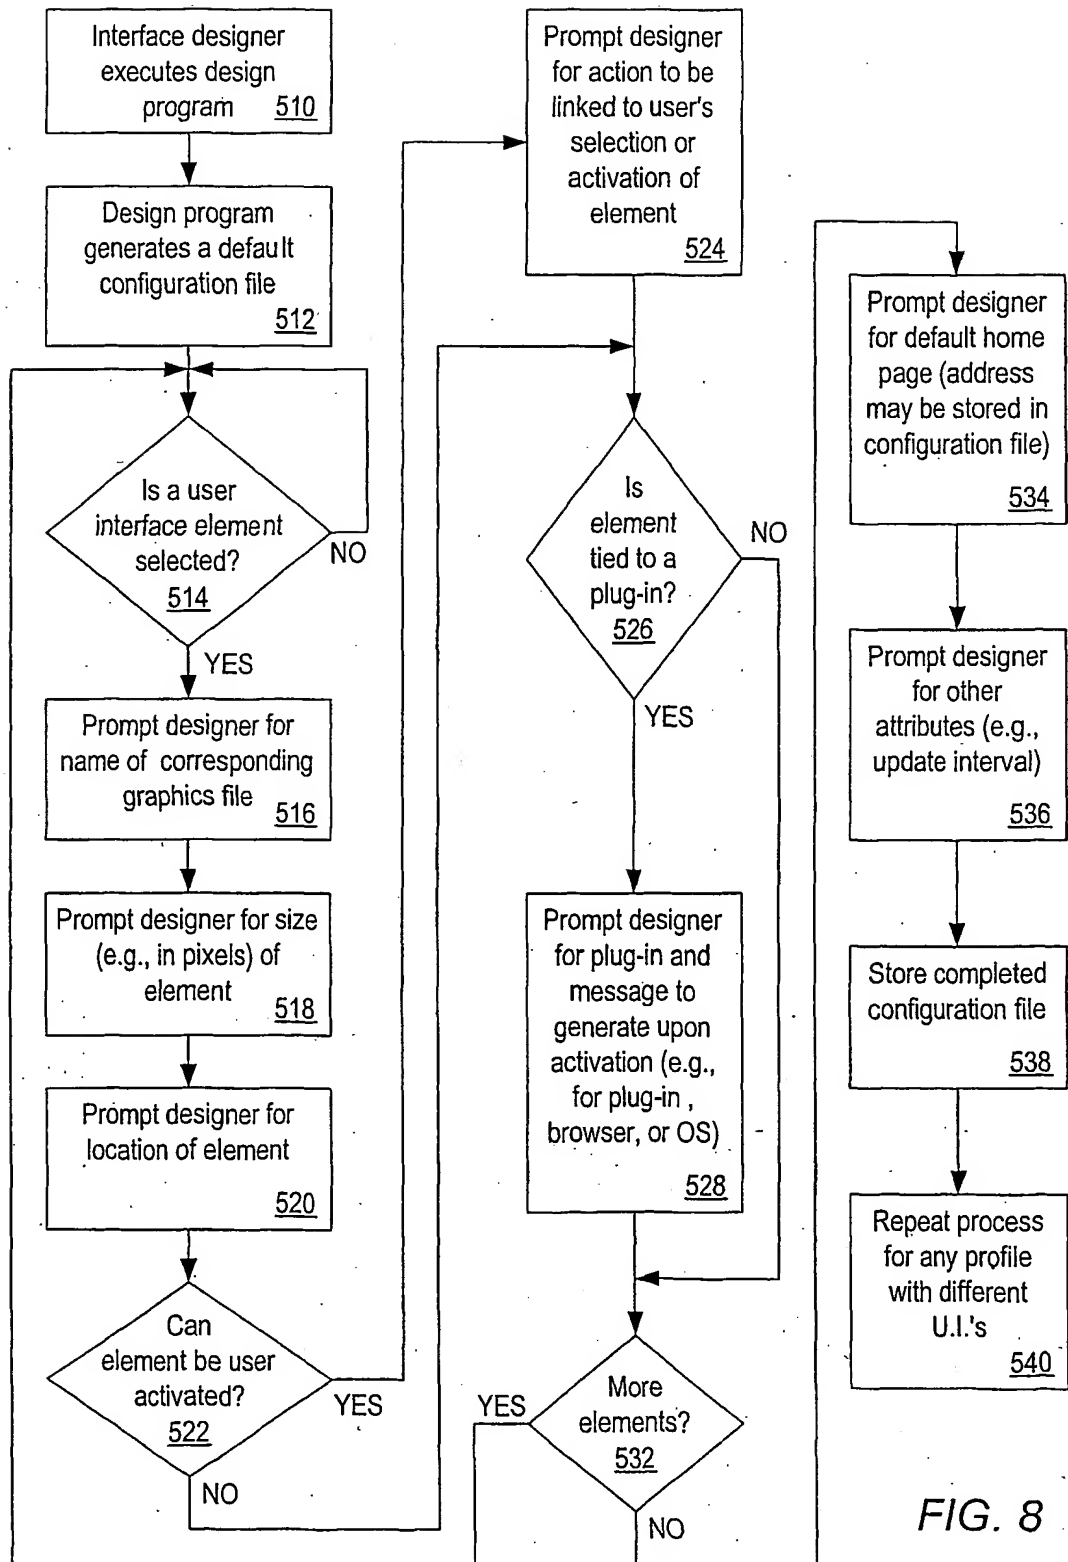 Interface designer
executes design
program 510
Design program
generates a default
configuration file
512
Is a user
interface element
selected?
514
NO
YES
Prompt designer for
name of corresponding
graphics file
516
Prompt designer for size
(e.g., in pixels) of
element
518
Prompt designer for
location of element
520
Can
element be user
activated?
522
YES
NO
Prompt designer
for action to be
linked to user's
selection or
activation of
element
524
Is
element
tied to a
plug-in?
526
NO
YES
Prompt designer
for plug-in and
message to
generate upon
activation (e.g.,
for plug-in ,
browser, or OS)
528
More
elements?
532
YES
NO
Prompt designer
for default home
page (address
may be stored in
configuration file)
534
Prompt designer
for other
attributes (e.g.,
update interval)
536
Store completed
configuration file
538
Repeat process
for any profile
with different
U.I.'s
540
FIG. 8